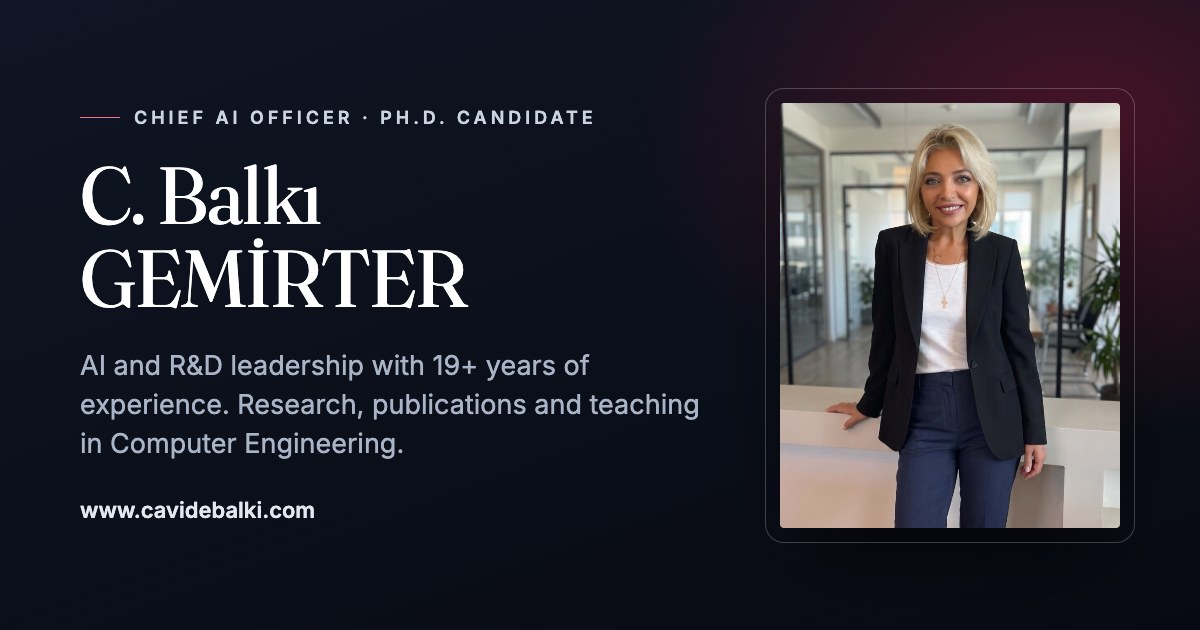 CHIEF AI OFFICER · PH.D. CANDIDATE
C. Balkı
GEMİRTER
AI and R&D leadership with 19+ years of
experience. Research, publications and teaching
in Computer Engineering.
www.cavidebalki.com